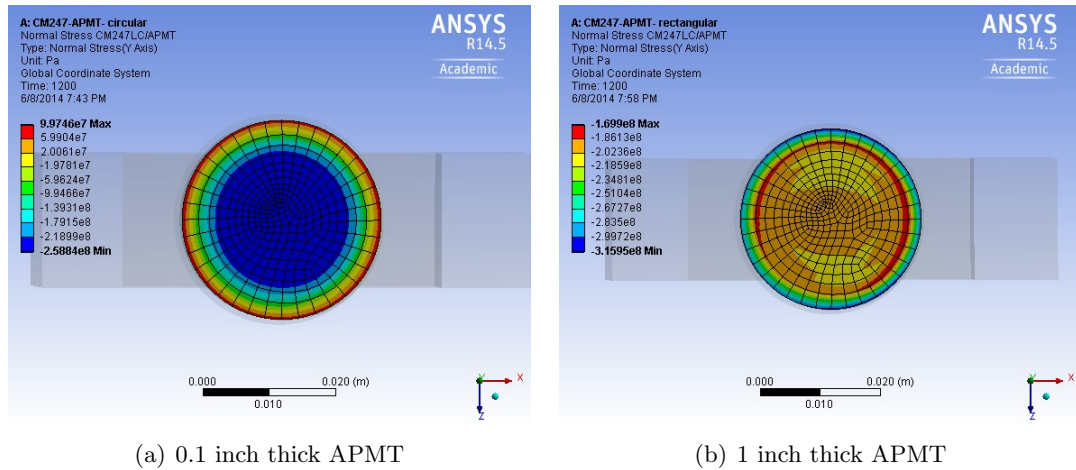 A: CM247-APMT- circular
Normal Stress CM247LC/APMT
Type: Normal Stress(Y Axis)
Unit: Pa
Global Coordinate System
Time: 1200
6/8/2014 7:43 PM
ANSYS
R14.5
Academic
9.9746e7 Max
5.9904e7
2.0061e7
-1.9781e7
-5.9624e7
-9.9466e7
-1.3931e8
-1.7915e8
-2.1899e8
-2.5884e8 Min
0.000
0.020 (m)
0.010
Y
X
Z
(a) 0.1 inch thick APMT
A: CM247-APMT- rectangular
Normal Stress CM247LC/APMT
Type: Normal Stress(Y Axis)
Unit: Pa
Global Coordinate System
Time: 1200
6/8/2014 7:58 PM
ANSYS
R14.5
Academic
-1.699e8 Max
-1.8613e8
-2.0236e8
-2.1859e8
-2.3481e8
-2.5104e8
-2.6727e8
-2.835e8
-2.9972e8
-3.1595e8 Min
0.000
0.020 (m)
0.010
Y
X
Z
(b) 1 inch thick APMT